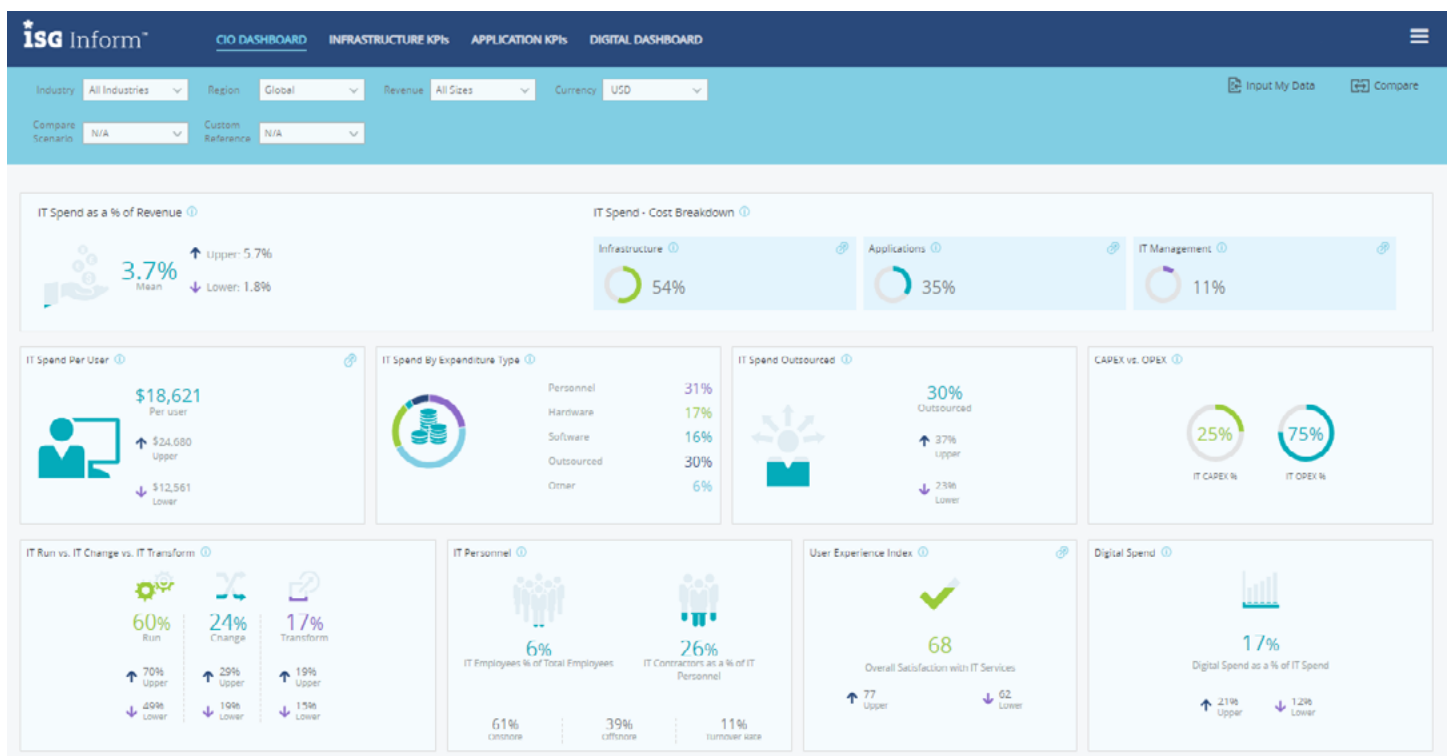 iSG Inform™
CIO DASHBOARD INFRASTRUCTURE KPIs APPLICATION KPIs DIGITAL DASHBOARD
Industry All Industries Region Global Revenue All Sizes Currency USD
Input My Data Compare
Compare Scenario N/A Custom Reference N/A
IT Spend as a % of Revenue
3.7%
Mean
Upper: 5.7%
Lower: 1.8%
IT Spend - Cost Breakdown
Infrastructure
54%
Applications
35%
IT Management
11%
IT Spend Per User
$18,621
Per user
$24,680
Upper
$12,561
Lower
IT Spend By Expenditure Type
Personnel 31%
Hardware 17%
Software 16%
Outsourced 30%
Other 6%
IT Spend Outsourced
30%
Outsourced
37%
Upper
23%
Lower
CAPEX vs. OPEX
25%
IT CAPEX %
75%
IT OPEX %
IT Run vs. IT Change vs. IT Transform
60% 24% 17%
Run Change Transform
70% 29% 19%
Upper Upper Upper
49% 19% 15%
Lower Lower Lower
IT Personnel
6%
IT Employees % of Total Employees
26%
IT Contractors as a % of IT
Personnel
61% 39% 11%
Onshore Offshore Turnover Rate
User Experience Index
68
Overall Satisfaction with IT Services
77
Upper
62
Lower
Digital Spend
17%
Digital Spend as a % of IT Spend
21%
Upper
12%
Lower